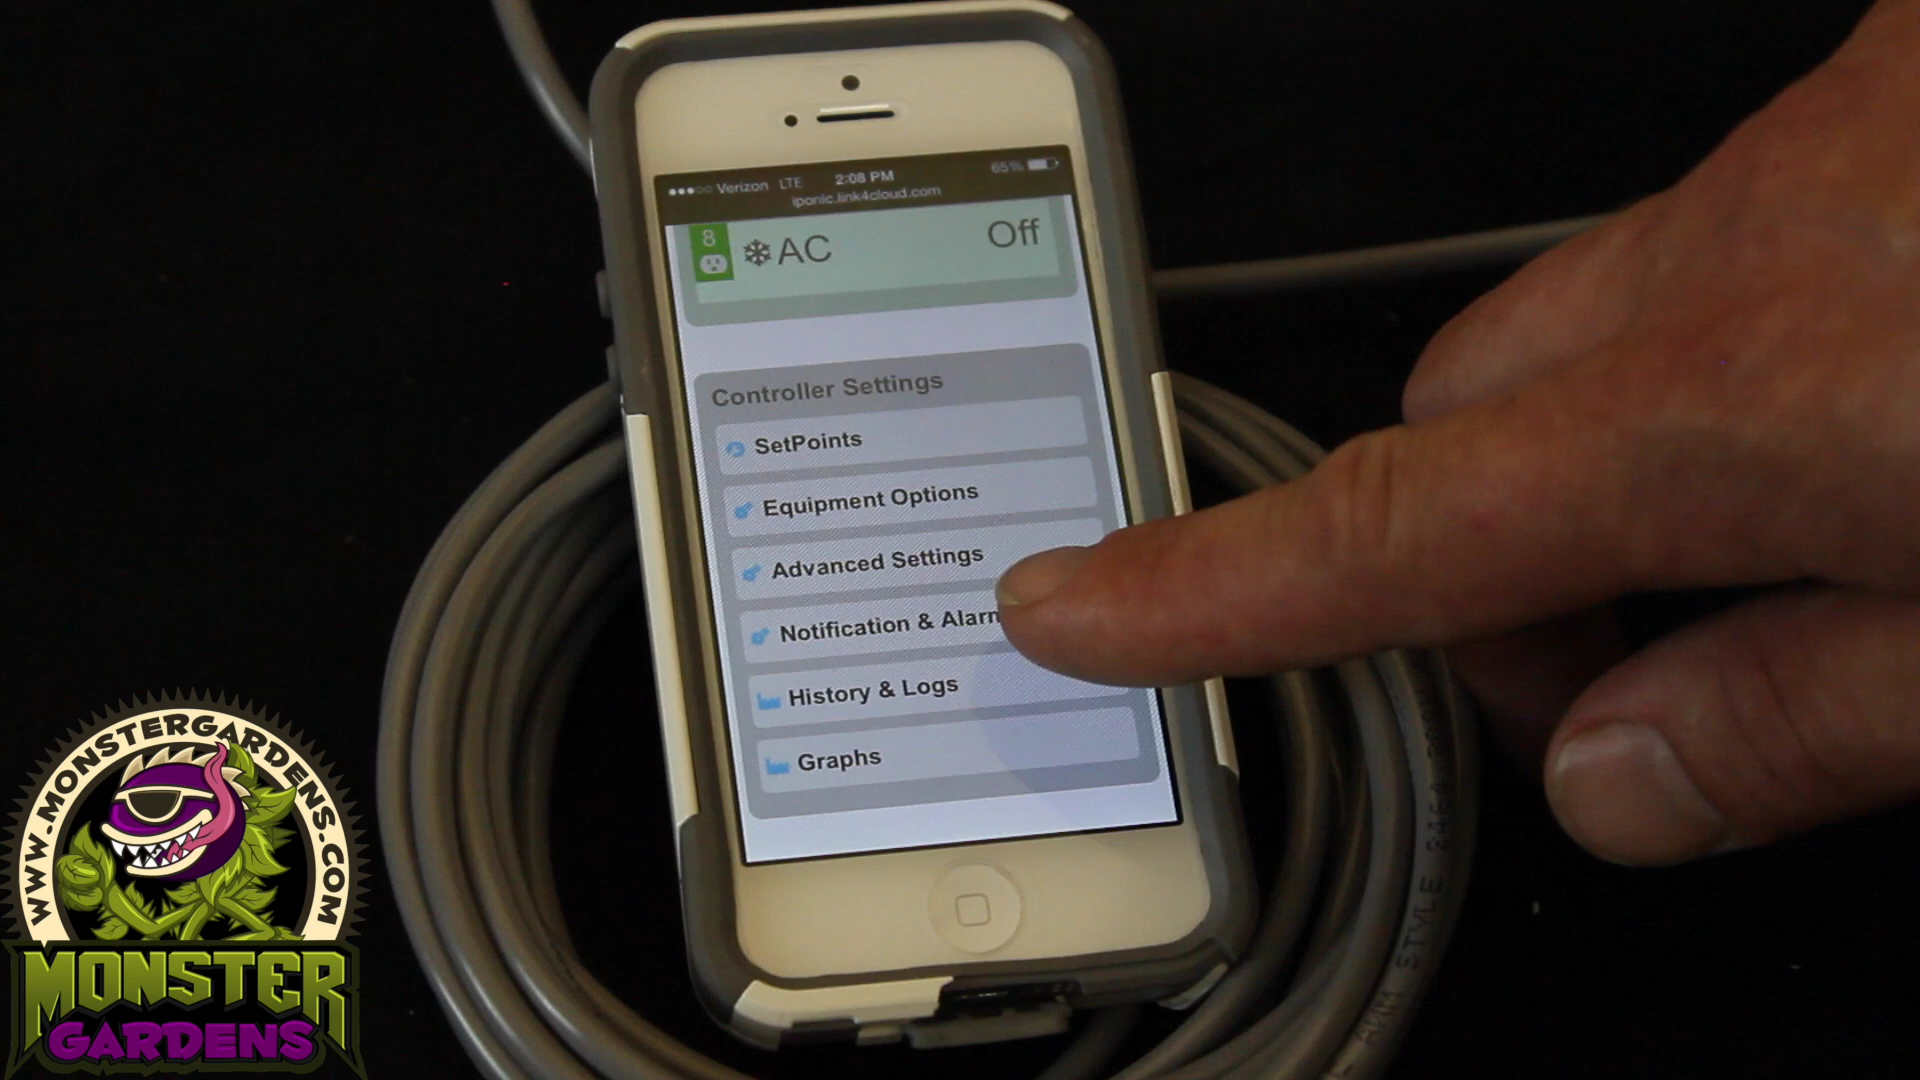 Verizon LTE 2:08 PM 65%
iponic.link4cloud.com
8
AC Off
Controller Settings
SetPoints
Equipment Options
Advanced Settings
Notification & Alarm
History & Logs
Graphs
WWW.MONSTERGARDENS.COM
MONSTER
GARDENS
STYLE